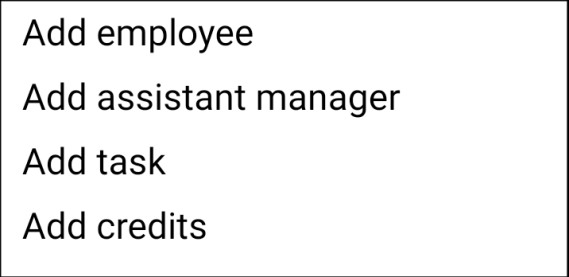 Add employee
Add assistant manager
Add task
Add credits